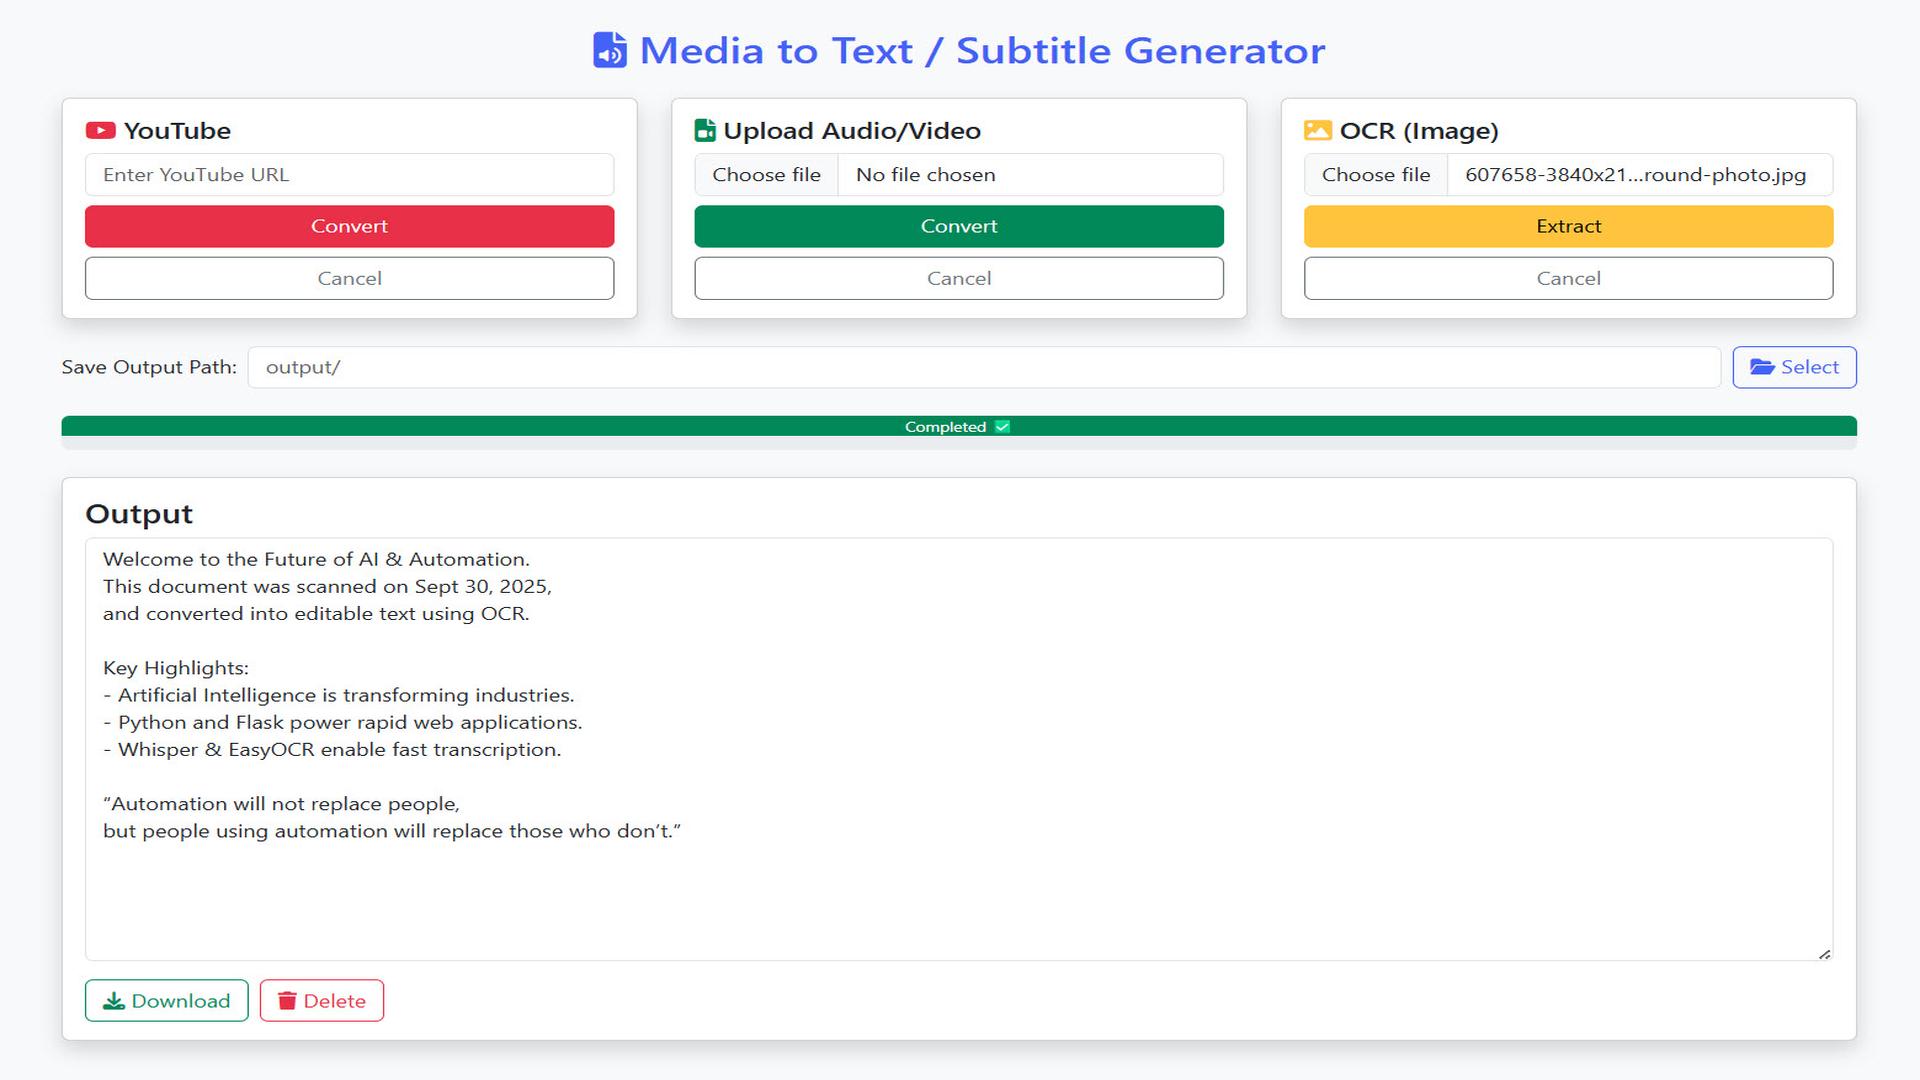 Media to Text / Subtitle Generator
YouTube
Enter YouTube URL
Convert
Cancel
Upload Audio/Video
Choose file No file chosen
Convert
Cancel
OCR (Image)
Choose file 607658-3840x21...round-photo.jpg
Extract
Cancel
Save Output Path: output/ Select
Completed ✅
Output
Welcome to the Future of AI & Automation.
This document was scanned on Sept 30, 2025,
and converted into editable text using OCR.
Key Highlights:
- Artificial Intelligence is transforming industries.
- Python and Flask power rapid web applications.
- Whisper & EasyOCR enable fast transcription.
“Automation will not replace people,
but people using automation will replace those who don’t.”
Download Delete